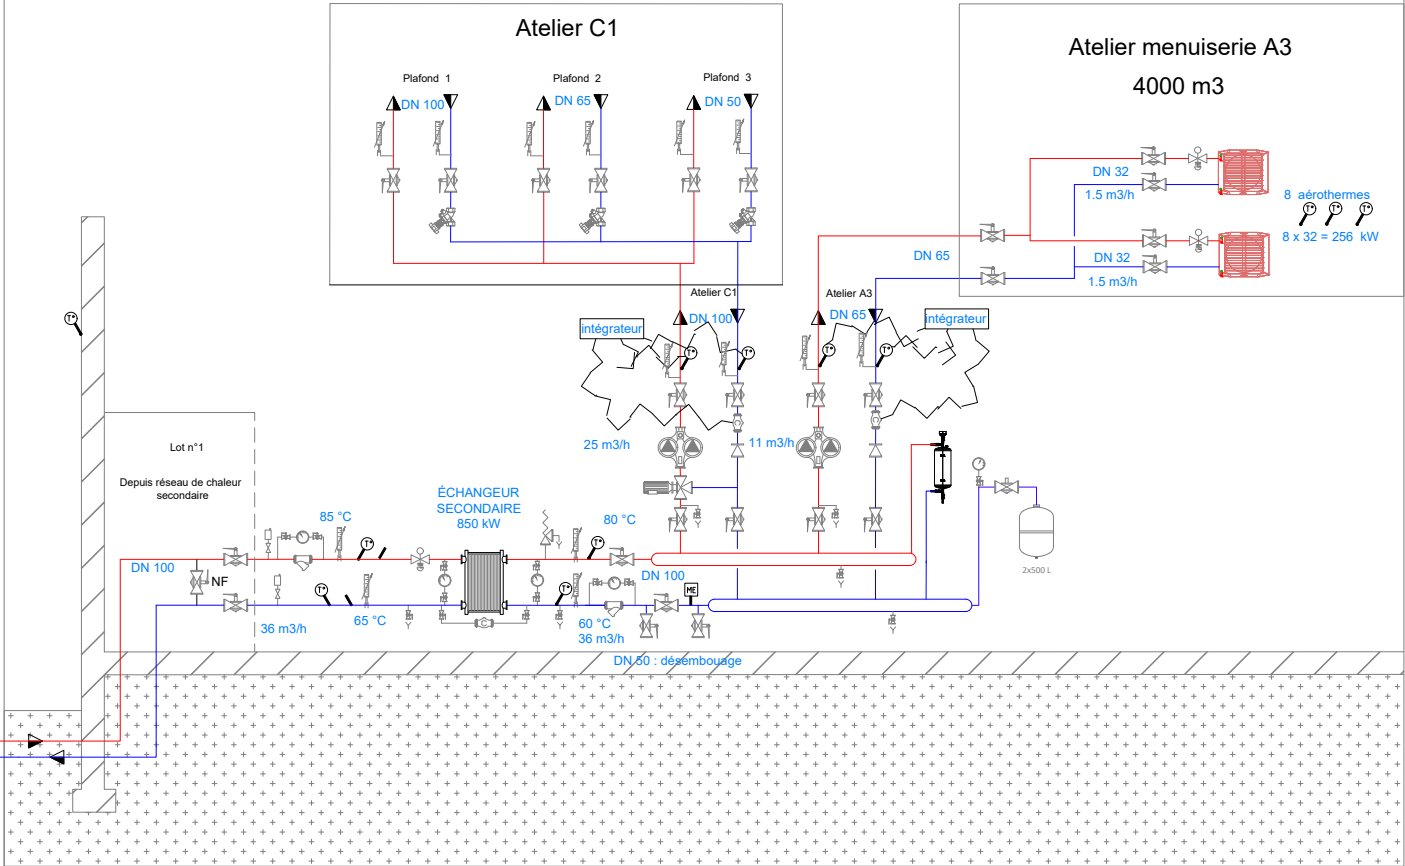 Atelier C1
Plafond 1
Plafond 2
Plafond 3
DN 100
DN 65
DN 50
Atelier menuiserie A3
4000 m3
DN 32
1.5 m3/h
8 aérothermes
T° T° T°
8 x 32 = 256 kW
DN 65
DN 32
1.5 m3/h
Atelier C1
DN 100
Atelier A3
DN 65
intégrateur
intégrateur
T°
T°
T°
T°
T°
25 m3/h
11 m3/h
Lot n°1
Depuis réseau de chaleur
secondaire
ÉCHANGEUR
SECONDAIRE
850 kW
85 °C
80 °C
T°
T°
DN 100
NF
DN 100
ME
T°
T°
36 m3/h
65 °C
C
60 °C
36 m3/h
2x500 L
DN 50 : désembouage